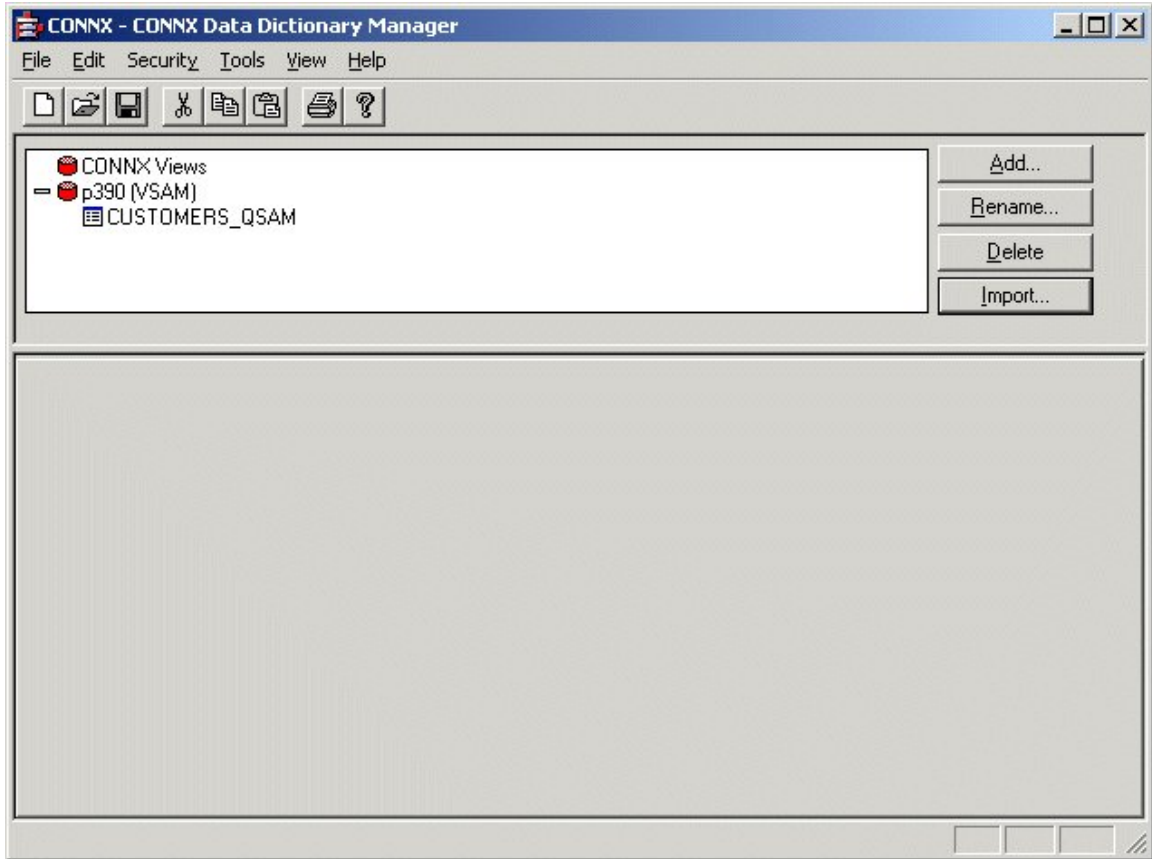 CONNX - CONNX Data Dictionary Manager
File Edit Security Tools View Help
CONNX Views
p390 (VSAM)
CUSTOMERS_QSAM
Add...
Rename...
Delete
Import...